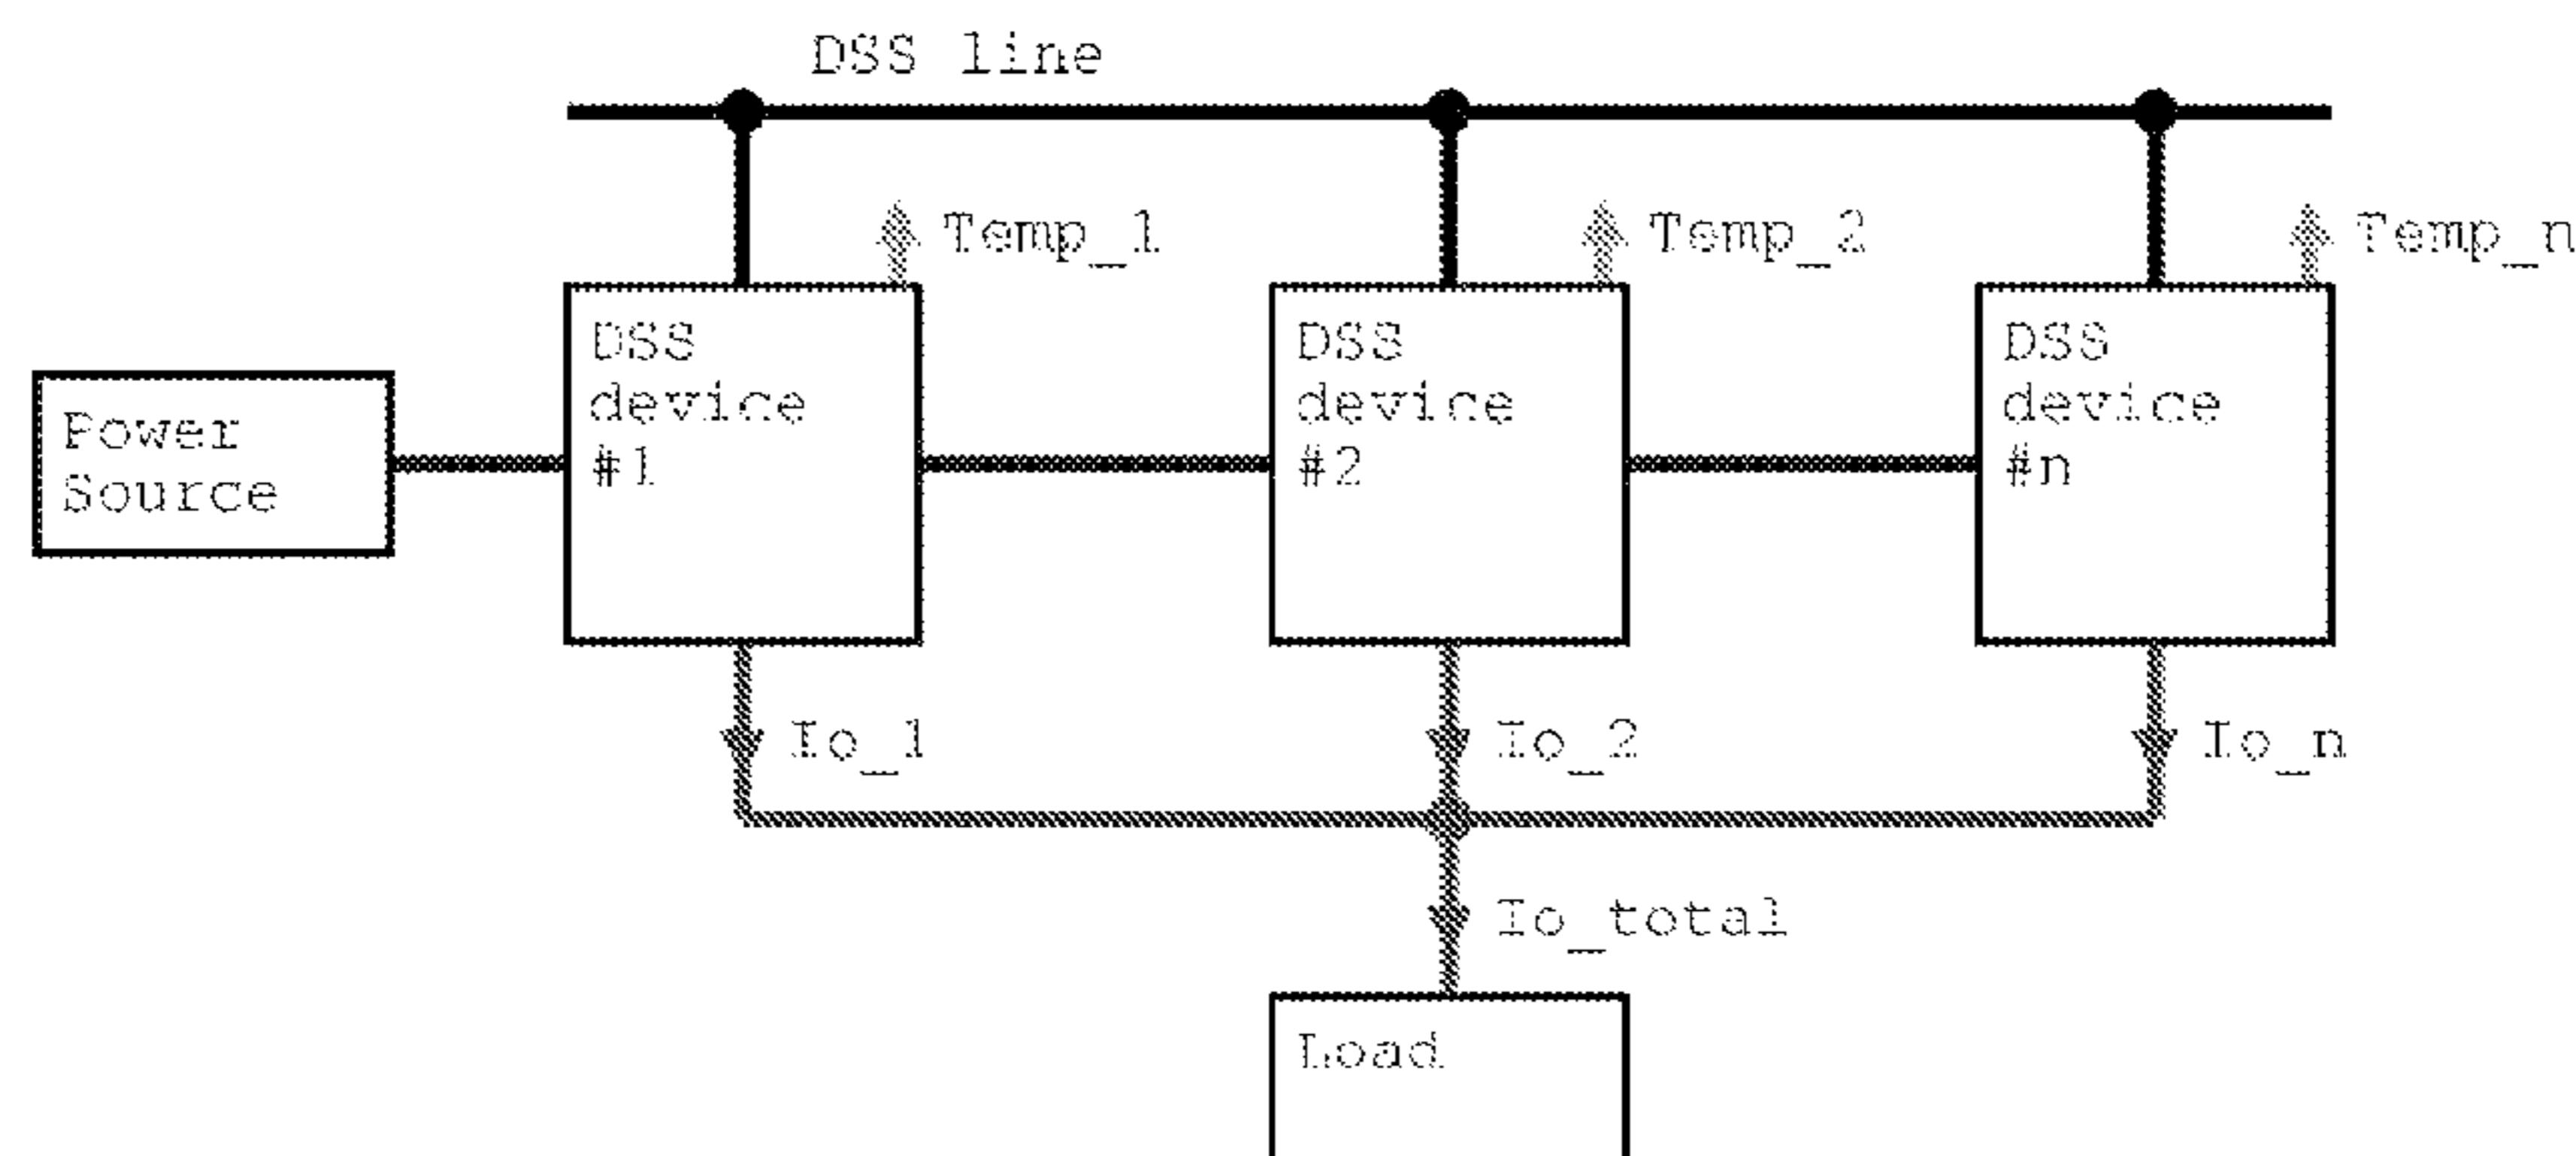 DSS line
Temp_1
Temp_2
Temp_n
DSS
device
#1
DSS
device
#2
DSS
device
#n
Power
Source
Io_1
Io_2
Io_n
Io_total
Load